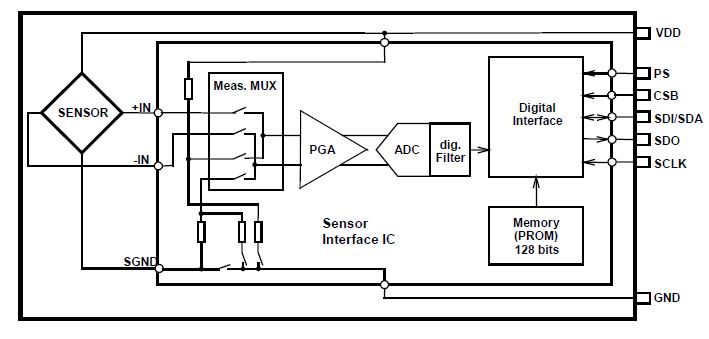 VDD
Meas. MUX
PS
CSB
SDI/SDA
SDO
SCLK
Digital
Interface
SENSOR
+IN
-IN
PGA
ADC
dig.
Filter
Sensor
Interface IC
Memory
(PROM)
128 bits
SGND
GND